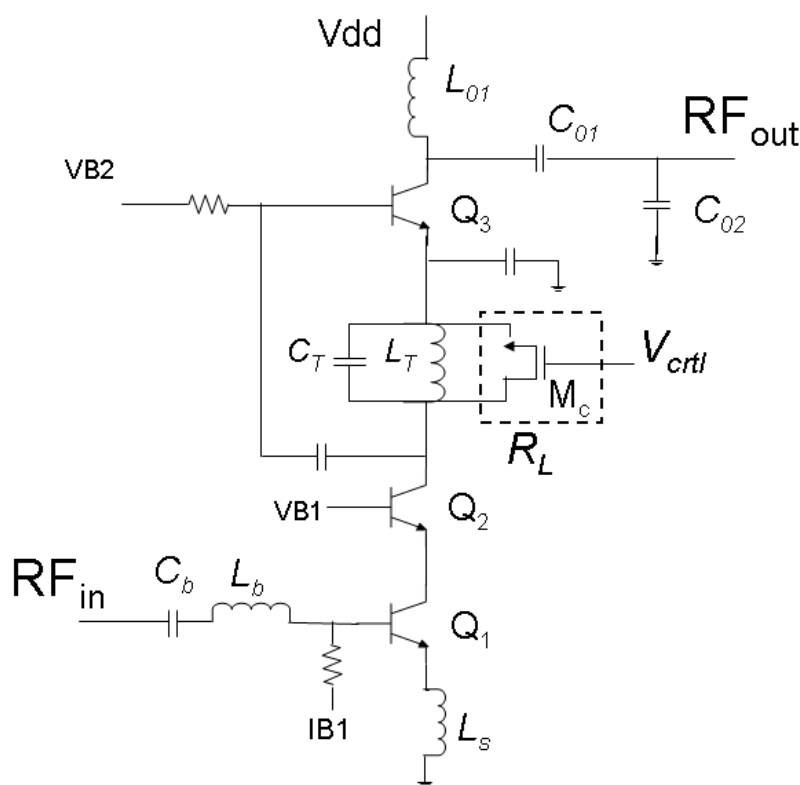 Vdd
L01
C01
RFout
VB2
Q3
C02
CT
LT
Vcrtl
Mc
RL
VB1
Q2
RFin
Cb
Lb
Q1
IB1
Ls